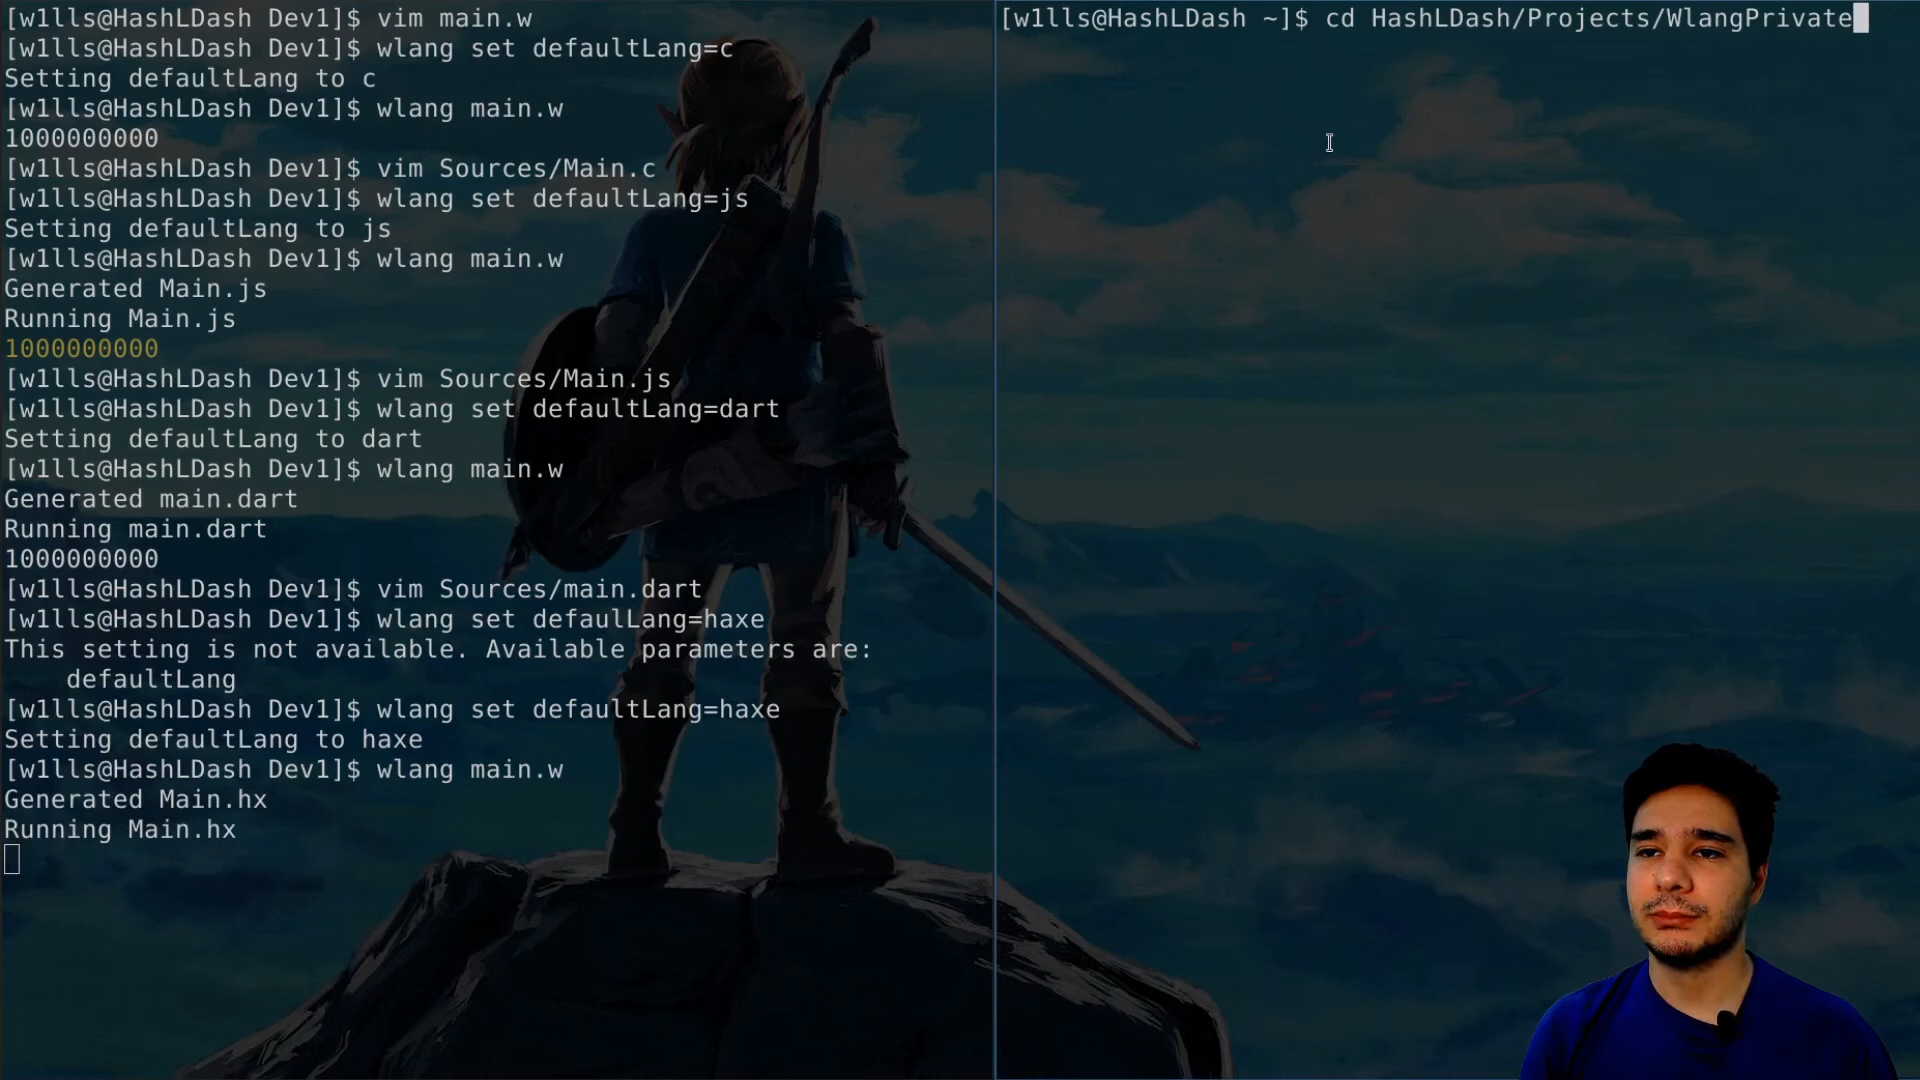 [w1lls@HashLDash Dev1]$ vim main.w
[w1lls@HashLDash Dev1]$ wlang set defaultLang=c
Setting defaultLang to c
[w1lls@HashLDash Dev1]$ wlang main.w
1000000000
[w1lls@HashLDash Dev1]$ vim Sources/Main.c
[w1lls@HashLDash Dev1]$ wlang set defaultLang=js
Setting defaultLang to js
[w1lls@HashLDash Dev1]$ wlang main.w
Generated Main.js
Running Main.js
1000000000
[w1lls@HashLDash Dev1]$ vim Sources/Main.js
[w1lls@HashLDash Dev1]$ wlang set defaultLang=dart
Setting defaultLang to dart
[w1lls@HashLDash Dev1]$ wlang main.w
Generated main.dart
Running main.dart
1000000000
[w1lls@HashLDash Dev1]$ vim Sources/main.dart
[w1lls@HashLDash Dev1]$ wlang set defaulLang=haxe
This setting is not available. Available parameters are:
defaultLang
[w1lls@HashLDash Dev1]$ wlang set defaultLang=haxe
Setting defaultLang to haxe
[w1lls@HashLDash Dev1]$ wlang main.w
Generated Main.hx
Running Main.hx
[w1lls@HashLDash ~]$ cd HashLDash/Projects/WlangPrivate